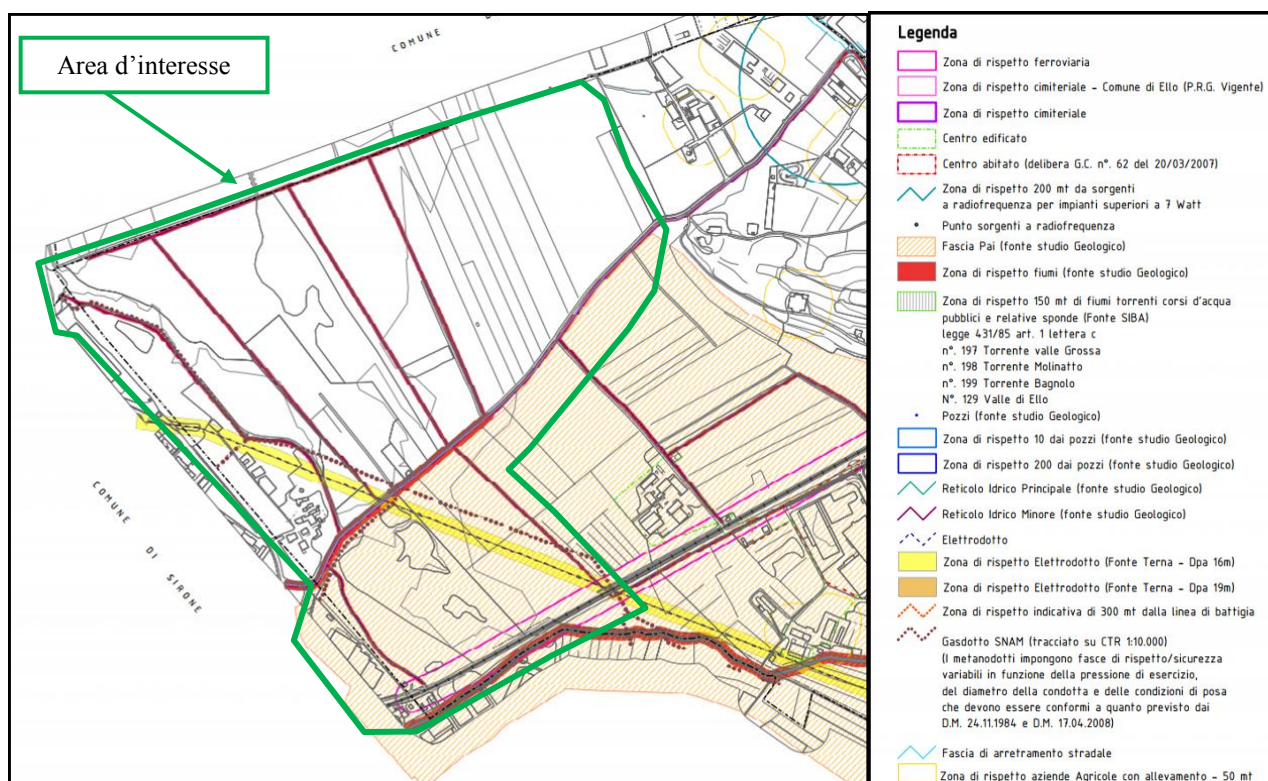 Area d'interesse
COMUNE
COMUNE
DI SIRONE
Legenda
Zona di rispetto ferroviaria
Zona di rispetto cimiteriale - Comune di Ello (P.R.G. Vigente)
Zona di rispetto cimiteriale
Centro edificato
Centro abitato (delibera G.C. n°. 62 del 20/03/2007)
Zona di rispetto 200 mt da sorgenti
a radiofrequenza per impianti superiori a 7 Watt
Punto sorgenti a radiofrequenza
Fascia Pai (fonte studio Geologico)
Zona di rispetto fiumi (fonte studio Geologico)
Zona di rispetto 150 mt di fiumi torrenti corsi d'acqua
pubblici e relative sponde (Fonte SIBA)
legge 431/85 art. 1 lettera c
n°. 197 Torrente valle Grossa
n°. 198 Torrente Molinatto
n°. 199 Torrente Bagnolo
N°. 129 Valle di Ello
Pozzi (fonte studio Geologico)
Zona di rispetto 10 dai pozzi (fonte studio Geologico)
Zona di rispetto 200 dai pozzi (fonte studio Geologico)
Reticolo Idrico Principale (fonte studio Geologico)
Reticolo Idrico Minore (fonte studio Geologico)
Elettrodotto
Zona di rispetto Elettrodotto (Fonte Terna - Dpa 16m)
Zona di rispetto Elettrodotto (Fonte Terna - Dpa 19m)
Zona di rispetto indicativa di 300 mt dalla linea di battigia
Gasdotto SNAM (tracciato su CTR 1:10.000)
(I metanodotti impongono fasce di rispetto/sicurezza
variabili in funzione della pressione di esercizio,
del diametro della condotta e delle condizioni di posa
che devono essere conformi a quanto previsto dai
D.M. 24.11.1984 e D.M. 17.04.2008)
Fascia di arretramento stradale
Zona di rispetto aziende Agricole con allevamento - 50 mt